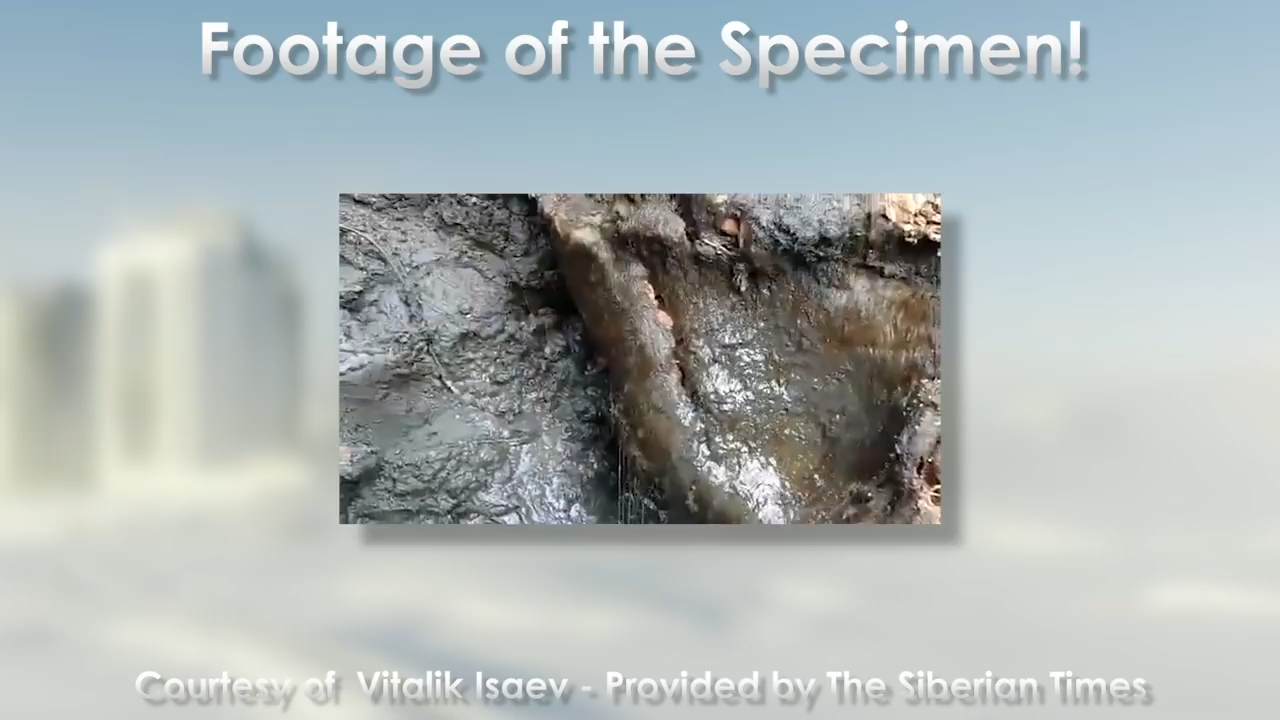 Footage of the Specimen!
Courtesy of Vitalik Isaev - Provided by The Siberian Times